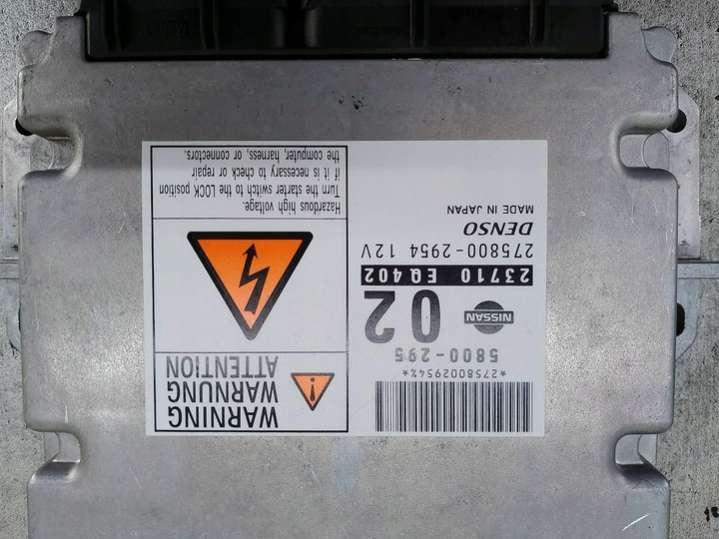 WARNING
WARNUNG
ATTENTION
Hazardous high voltage.
Turn the starter switch to the LOCK position
if it is necessary to check or repair
the computer, harness, or connectors.
*2758002954%*
5800-295
NISSAN
02
23710 EQ402
275800-2954 12V
DENSO
MADE IN JAPAN